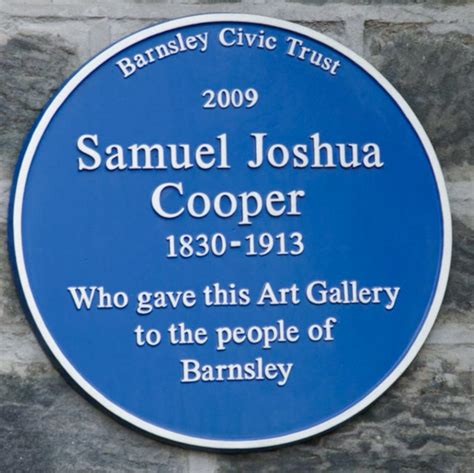 Barnsley Civic Trust
2009
Samuel Joshua
Cooper
1830-1913
Who gave this Art Gallery
to the people of
Barnsley